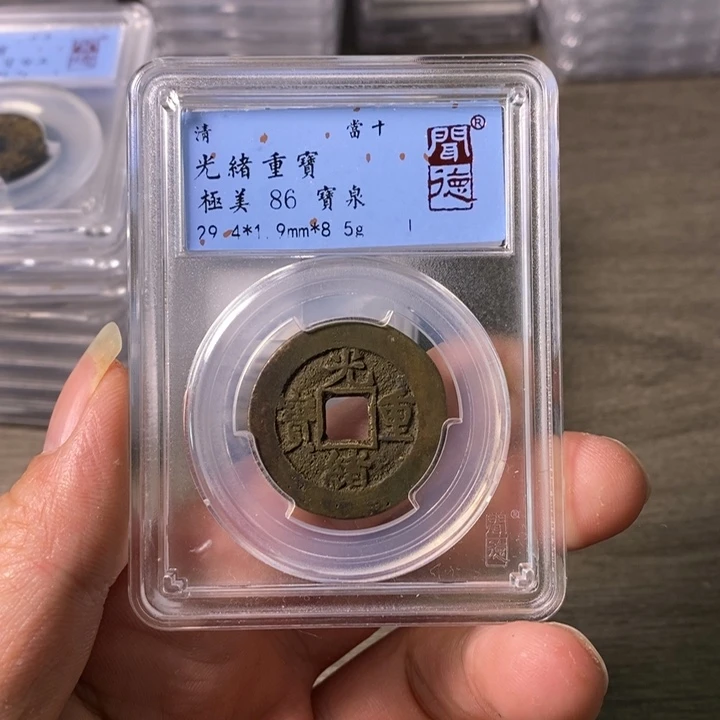 清 當十
光緒重寶
極美 86 寶泉
29.4*1.9mm*8.5g
聞德
®
光
寶 重
緒